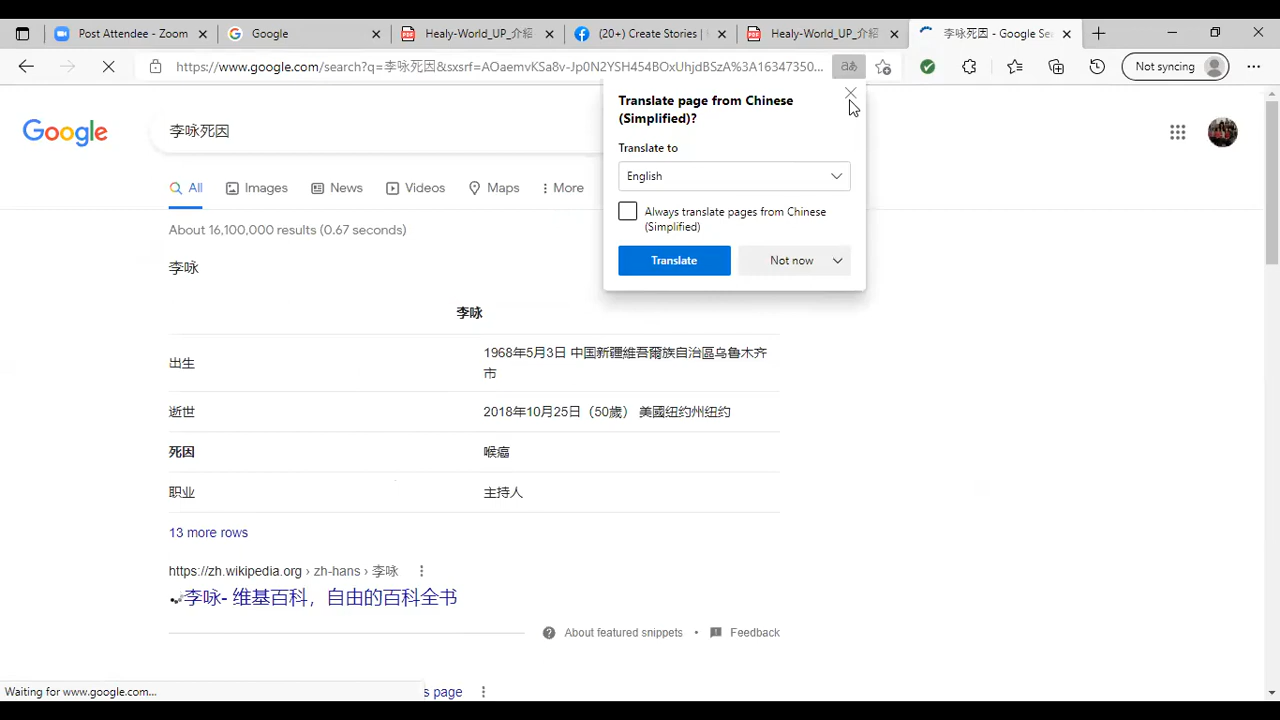 Post Attendee - Zoom
Google
Healy-World_UP_介紹
(20+) Create Stories |
Healy-World_UP_介紹
李咏死因 - Google Se
https://www.google.com/search?q=李咏死因&sxsrf=AOaemvKSa8v-Jp0N2YSH454BOxUhjdBSzA%3A16347350...
aあ
Not syncing
Translate page from Chinese
(Simplified)?
Translate to
English
Always translate pages from Chinese
(Simplified)
Translate
Not now
Google
李咏死因
All
Images
News
Videos
Maps
More
About 16,100,000 results (0.67 seconds)
李咏
李咏
出生
1968年5月3日 中国新疆維吾爾族自治區乌鲁木齐
市
逝世
2018年10月25日（50歲） 美國纽约州纽约
死因
喉癌
职业
主持人
13 more rows
https://zh.wikipedia.org › zh-hans › 李咏
李咏- 维基百科，自由的百科全书
About featured snippets
Feedback
Waiting for www.google.com...
s page